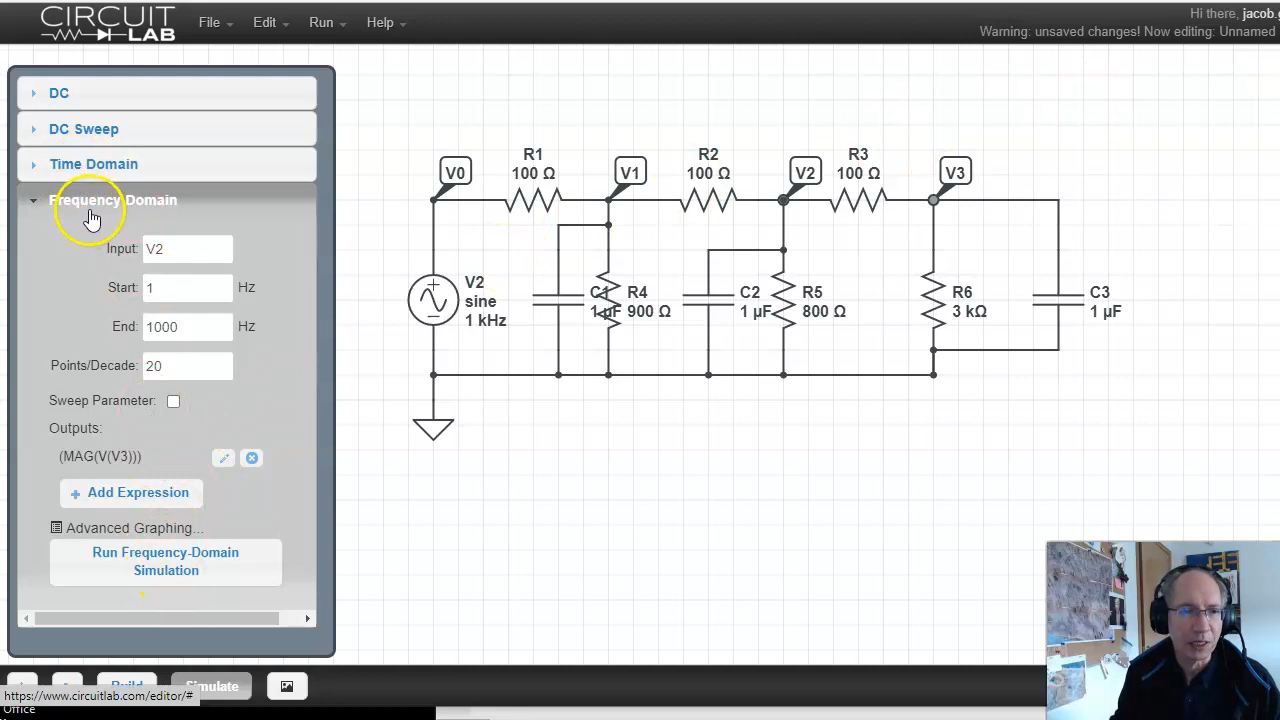 CIRCUIT LAB
File
Edit
Run
Help
Hi there, jacob.
Warning: unsaved changes! Now editing: Unnamed
DC
DC Sweep
Time Domain
Frequency Domain
Input: V2
Start: 1 Hz
End: 1000 Hz
Points/Decade: 20
Sweep Parameter:
Outputs:
(MAG(V(V3)))
+ Add Expression
Advanced Graphing...
Run Frequency-Domain
Simulation
V0
R1
100 Ω
V1
R2
100 Ω
V2
R3
100 Ω
V3
V2
sine
1 kHz
C1
1 µF
R4
900 Ω
C2
1 µF
R5
800 Ω
R6
3 kΩ
C3
1 µF
Build
Simulate
https://www.circuitlab.com/editor/#
Office